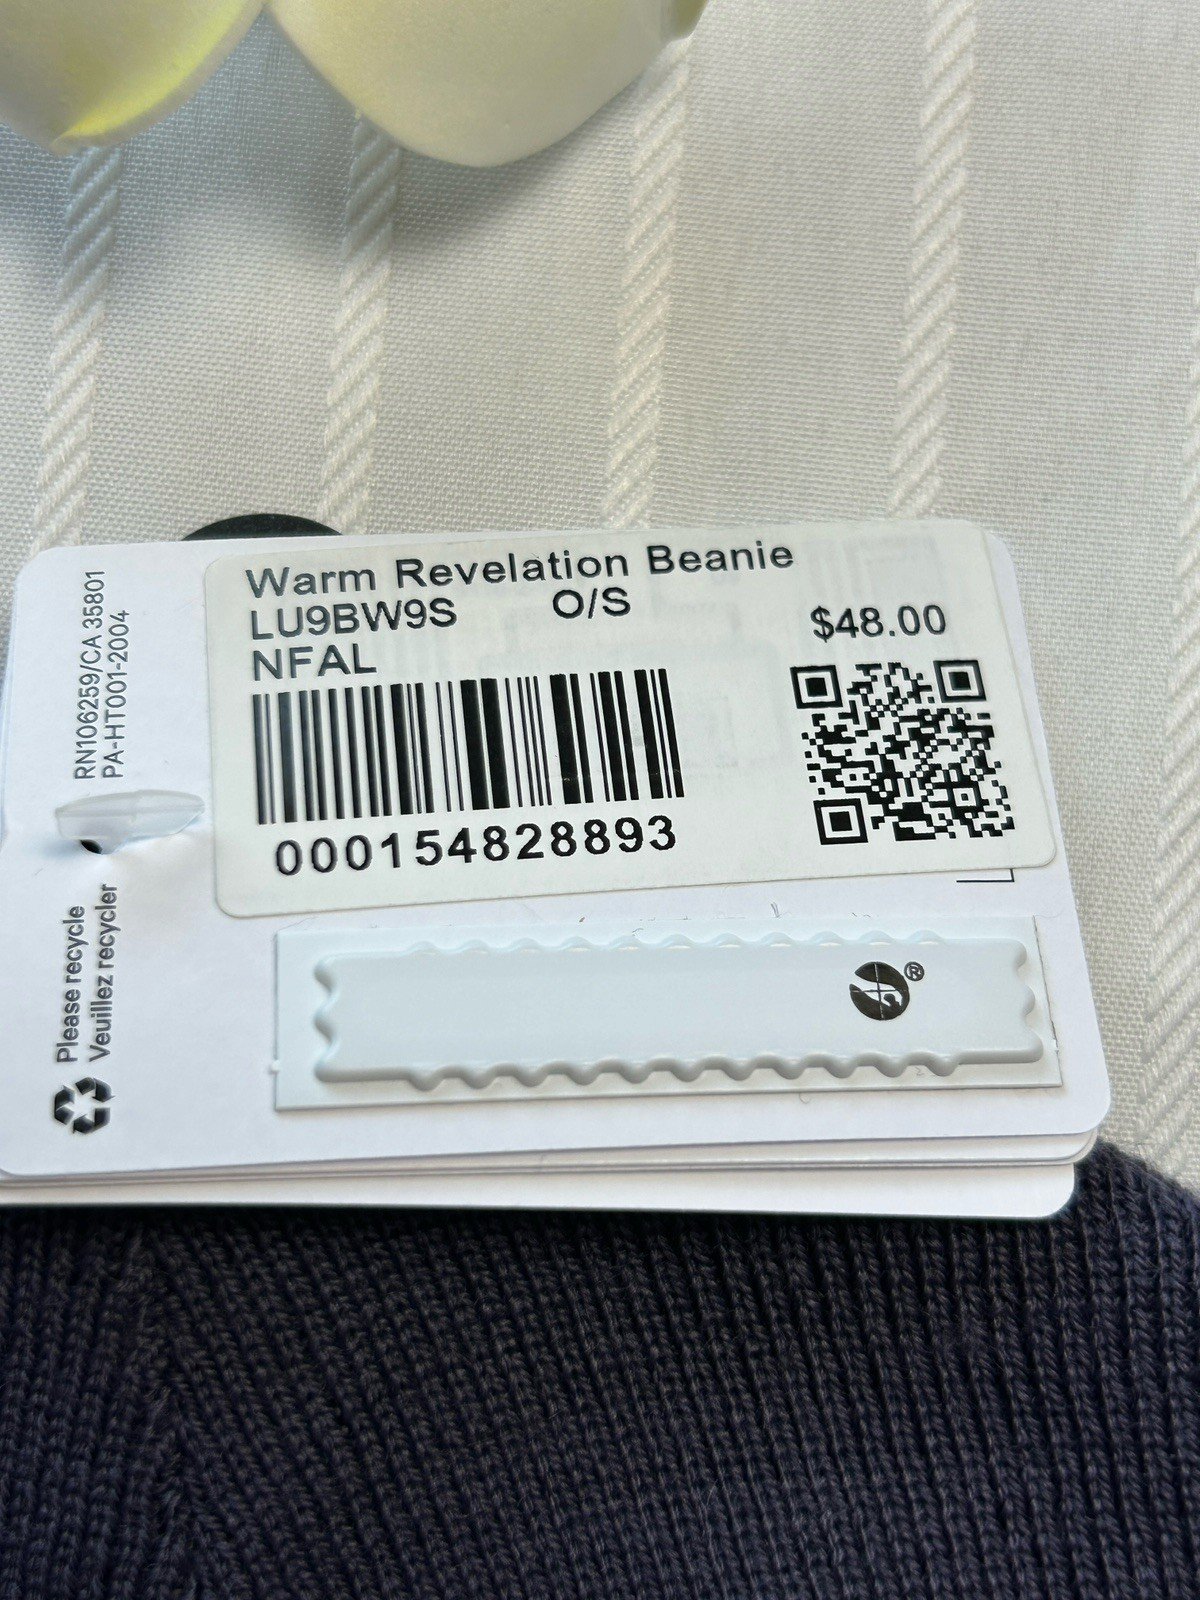 Warm Revelation Beanie
LU9BW9S O/S
$48.00
NFAL
000154828893
RN106259/CA 35801
PA-HT001-2004
Please recycle
Veuillez recycler
®